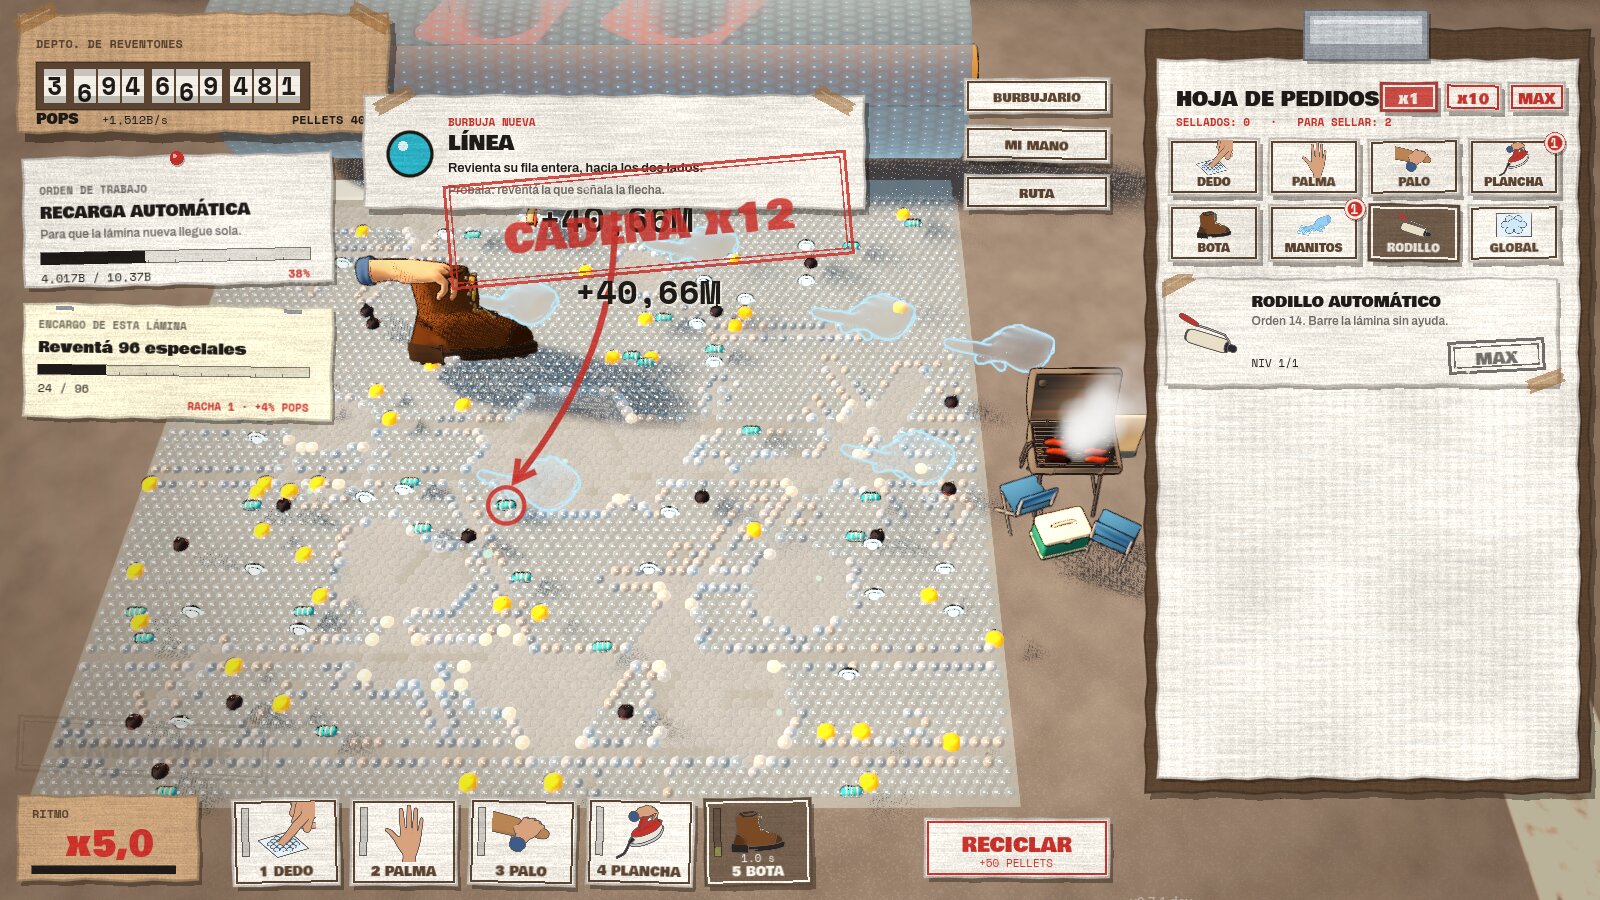 DEPTO. DE REVENTONES
3 694 669 481
POPS +1.512B/s PELLETS 40
ORDEN DE TRABAJO
RECARGA AUTOMÁTICA
Para que la lámina nueva llegue sola.
4.017B / 10.37B 38%
ENCARGO DE ESTA LÁMINA
Reventá 96 especiales
24 / 96
RACHA 1 · +4% POPS
BURBUJA NUEVA
LÍNEA
Revienta su fila entera, hacia los dos lados.
Probala: reventá la que señala la flecha.
+40,66M
CADENA x12
+40,66M
BURBUJARIO
MI MANO
RUTA
HOJA DE PEDIDOS
x1
x10
MAX
SELLADOS: 0 · PARA SELLAR: 2
DEDO
PALMA
PALO
PLANCHA
1
BOTA
MANITOS
1
RODILLO
GLOBAL
RODILLO AUTOMÁTICO
Orden 14. Barre la lámina sin ayuda.
NIV 1/1
MAX
RITMO
x5,0
1 DEDO
2 PALMA
3 PALO
4 PLANCHA
1.0 s
5 BOTA
RECICLAR
+50 PELLETS